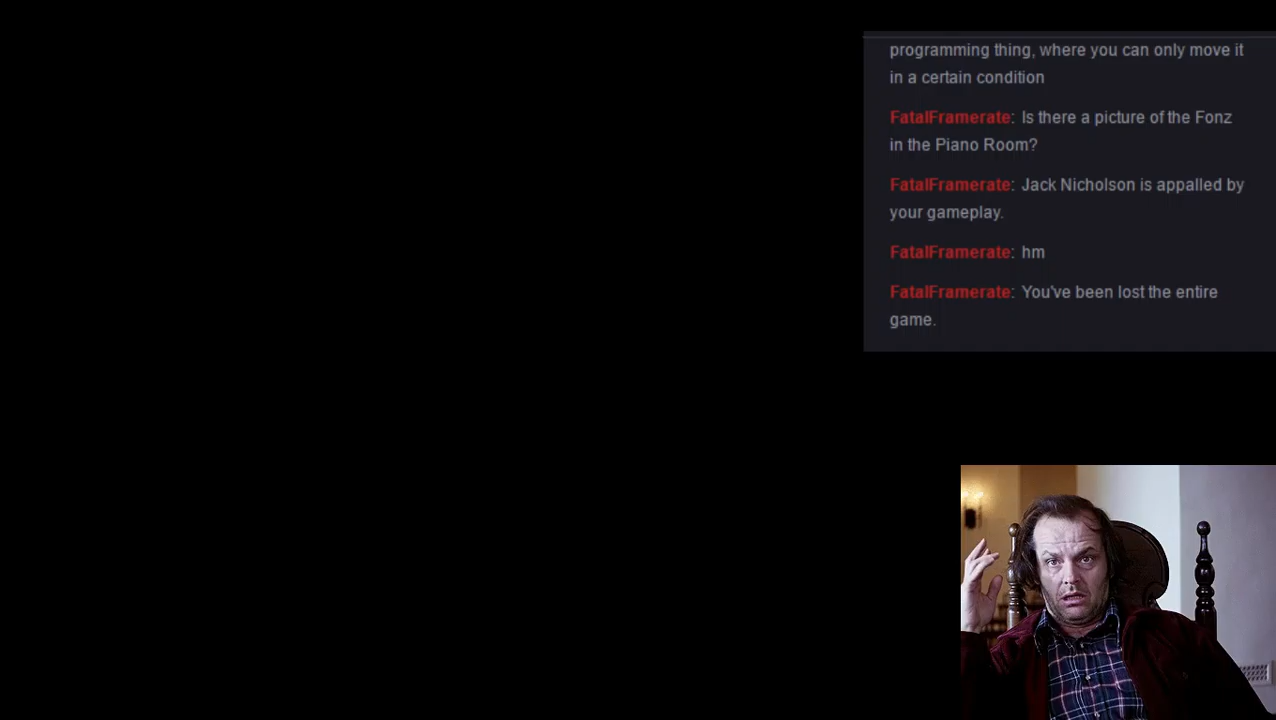 programming thing, where you can only move it
in a certain condition
FatalFramerate: Is there a picture of the Fonz
in the Piano Room?
FatalFramerate: Jack Nicholson is appalled by
your gameplay.
FatalFramerate: hm
FatalFramerate: You've been lost the entire
game.